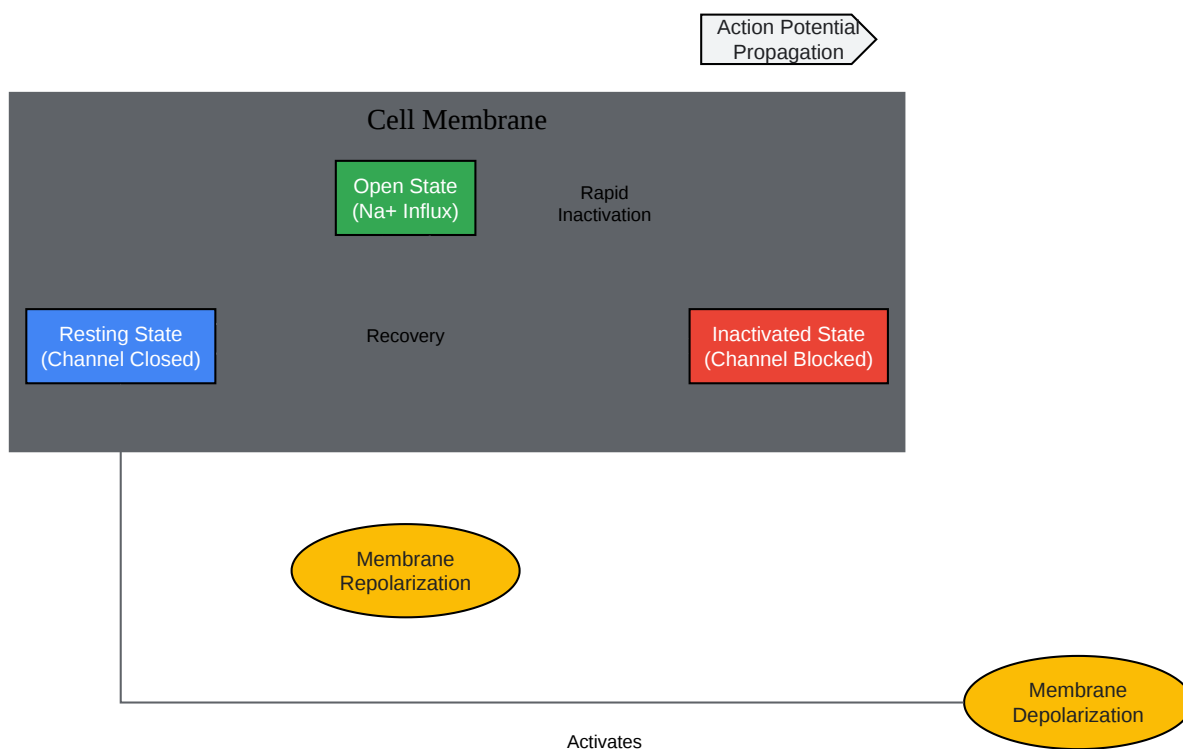 Action Potential
Propagation
Cell Membrane
Open State
(Na+ Influx)
Rapid
Inactivation
Resting State
(Channel Closed)
Recovery
Inactivated State
(Channel Blocked)
Membrane
Repolarization
Membrane
Depolarization
Activates